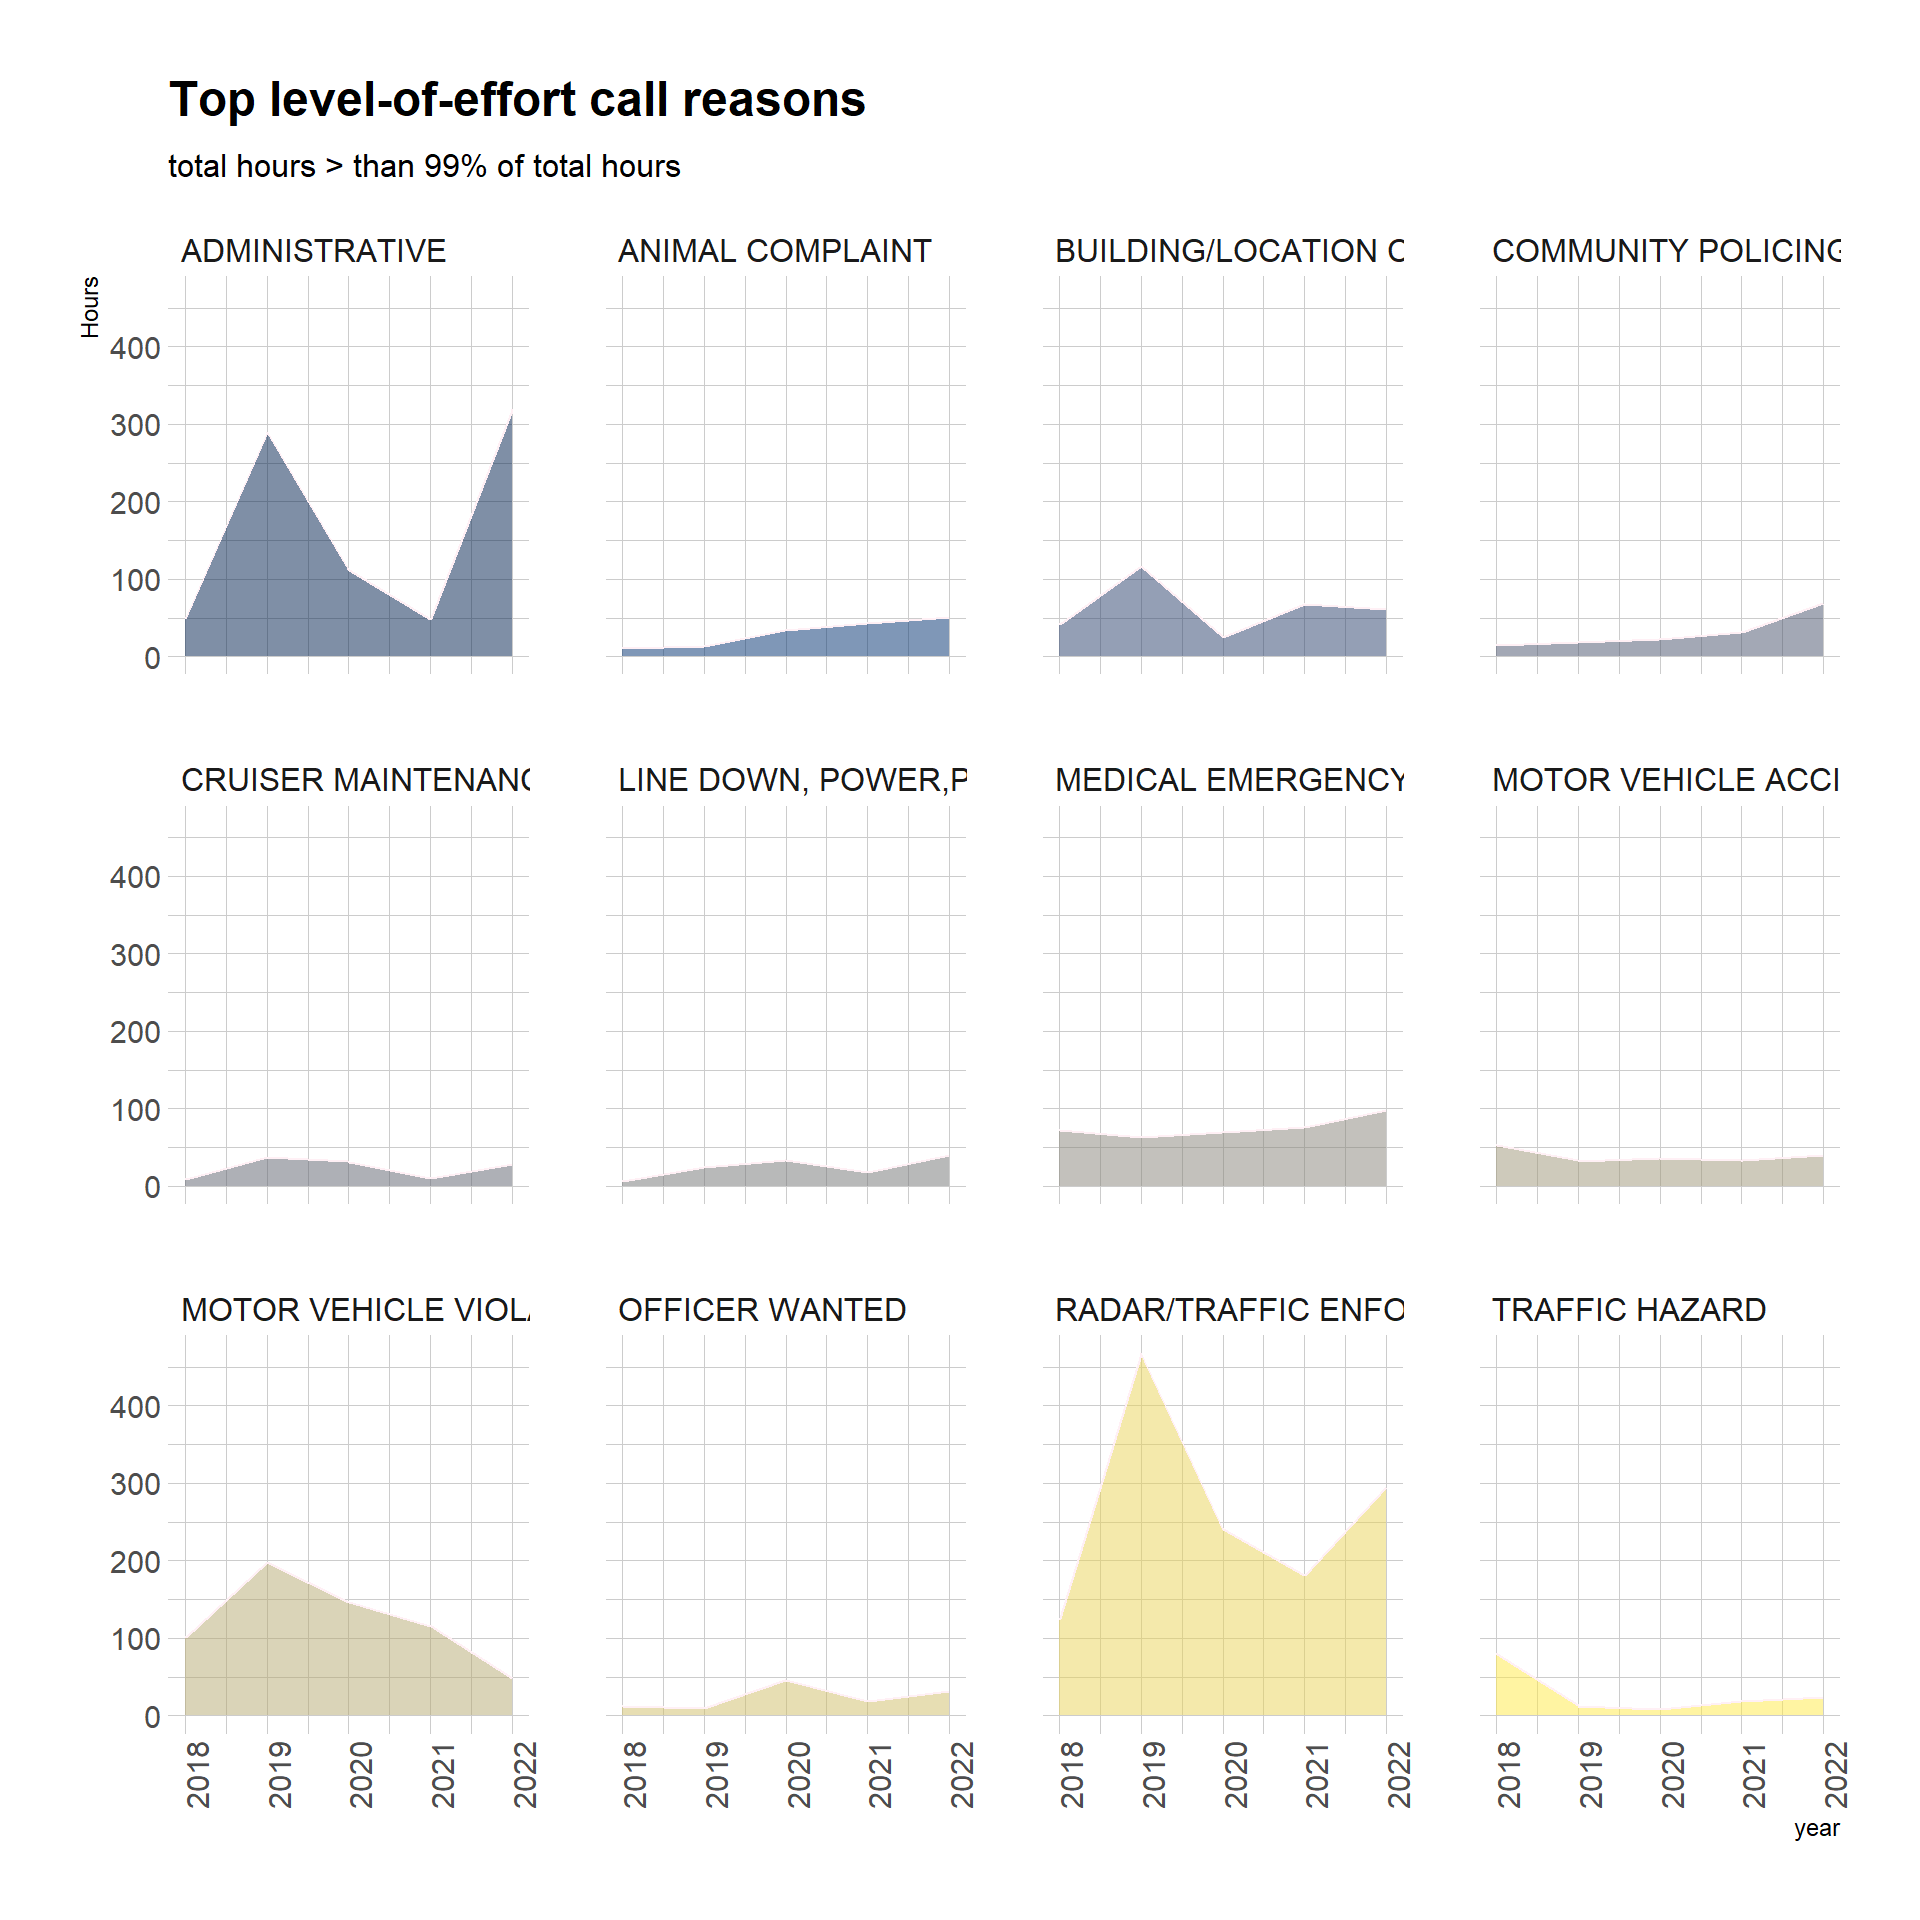 Top level-of-effort call reasons
total hours > than 99% of total hours
ADMINISTRATIVE
ANIMAL COMPLAINT
BUILDING/LOCATION C
COMMUNITY POLICING
Hours
400
300
200
100
0
CRUISER MAINTENANC
LINE DOWN, POWER,P
MEDICAL EMERGENCY
MOTOR VEHICLE ACCI
400
300
200
100
0
MOTOR VEHICLE VIOLA
OFFICER WANTED
RADAR/TRAFFIC ENFO
TRAFFIC HAZARD
400
300
200
100
0
2018 2019 2020 2021 2022
2018 2019 2020 2021 2022
2018 2019 2020 2021 2022
2018 2019 2020 2021 2022
year